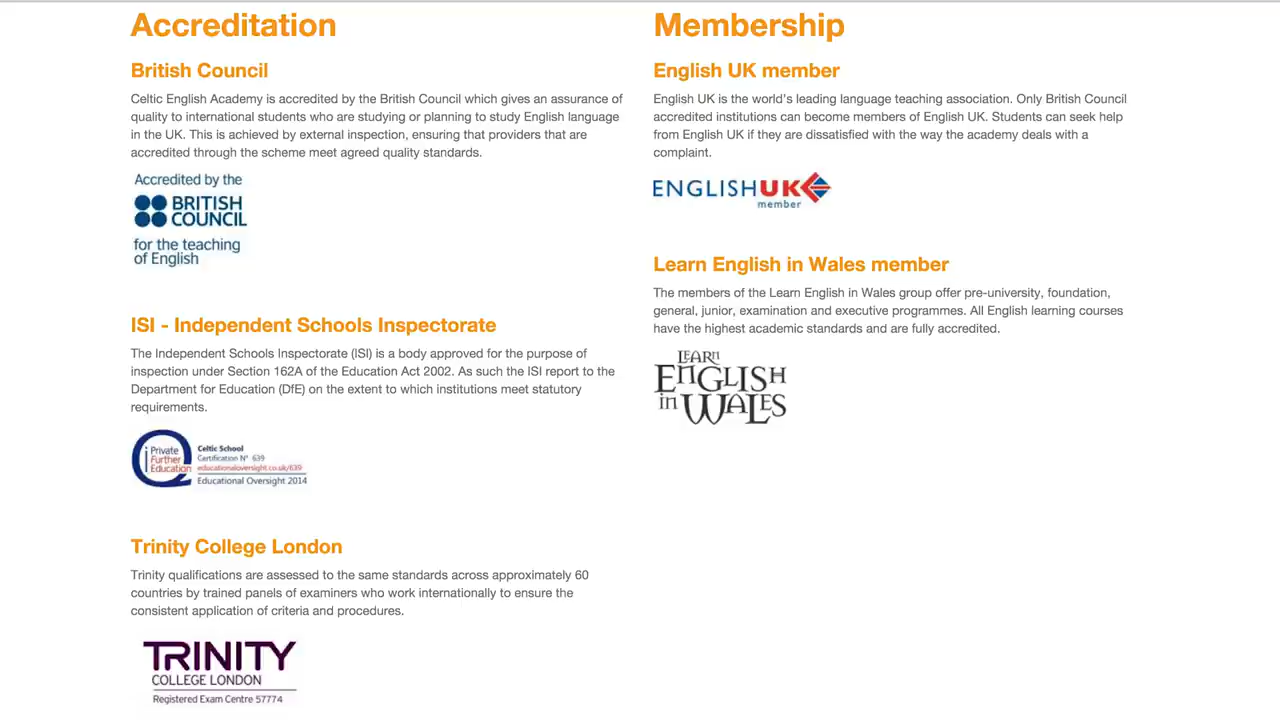 Accreditation
British Council
Celtic English Academy is accredited by the British Council which gives an assurance of
quality to international students who are studying or planning to study English language
in the UK. This is achieved by external inspection, ensuring that providers that are
accredited through the scheme meet agreed quality standards.
Accredited by the
BRITISH
COUNCIL
for the teaching
of English
ISI - Independent Schools Inspectorate
The Independent Schools Inspectorate (ISI) is a body approved for the purpose of
inspection under Section 162A of the Education Act 2002. As such the ISI report to the
Department for Education (DfE) on the extent to which institutions meet statutory
requirements.
Private
Further
Education
Celtic School
Certification N° 639
educationaloversight.co.uk/639
Educational Oversight 2014
Trinity College London
Trinity qualifications are assessed to the same standards across approximately 60
countries by trained panels of examiners who work internationally to ensure the
consistent application of criteria and procedures.
TRINITY
COLLEGE LONDON
Registered Exam Centre 57774
Membership
English UK member
English UK is the world's leading language teaching association. Only British Council
accredited institutions can become members of English UK. Students can seek help
from English UK if they are dissatisfied with the way the academy deals with a
complaint.
ENGLISHUK
member
Learn English in Wales member
The members of the Learn English in Wales group offer pre-university, foundation,
general, junior, examination and executive programmes. All English learning courses
have the highest academic standards and are fully accredited.
LEARN
ENGLISH
in WALES